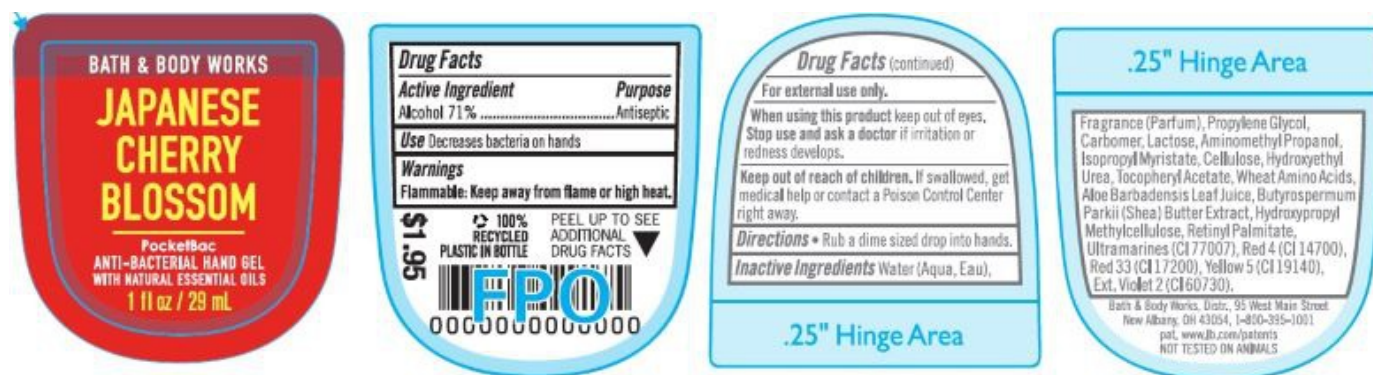 BATH & BODY WORKS
JAPANESE
CHERRY
BLOSSOM
PocketBac
ANTI-BACTERIAL HAND GEL
WITH NATURAL ESSENTIAL OILS
1 fl oz / 29 mL
Drug Facts
Active Ingredient Purpose
Alcohol 71% ..................................Antiseptic
Use Decreases bacteria on hands
Warnings
Flammable: Keep away from flame or high heat.
$1.95
100%
RECYCLED
PLASTIC IN BOTTLE
PEEL UP TO SEE
ADDITIONAL
DRUG FACTS
FPO
0000000000000
Drug Facts (continued)
For external use only.
When using this product keep out of eyes.
Stop use and ask a doctor if irritation or
redness develops.
Keep out of reach of children. If swallowed, get
medical help or contact a Poison Control Center
right away.
Directions • Rub a dime sized drop into hands.
Inactive Ingredients Water (Aqua, Eau),
.25" Hinge Area
.25" Hinge Area
Fragrance (Parfum), Propylene Glycol,
Carbomer, Lactose, Aminomethyl Propanol,
Isopropyl Myristate, Cellulose, Hydroxyethyl
Urea, Tocopheryl Acetate, Wheat Amino Acids,
Aloe Barbadensis Leaf Juice, Butyrospermum
Parkii (Shea) Butter Extract, Hydroxypropyl
Methylcellulose, Retinyl Palmitate,
Ultramarines (CI 77007), Red 4 (CI 14700),
Red 33 (CI 17200), Yellow 5 (CI 19140),
Ext. Violet 2 (CI 60730).
Bath & Body Works, Distr., 95 West Main Street
New Albany, OH 43054, 1-800-395-1001
pat. www.lb.com/patents
NOT TESTED ON ANIMALS